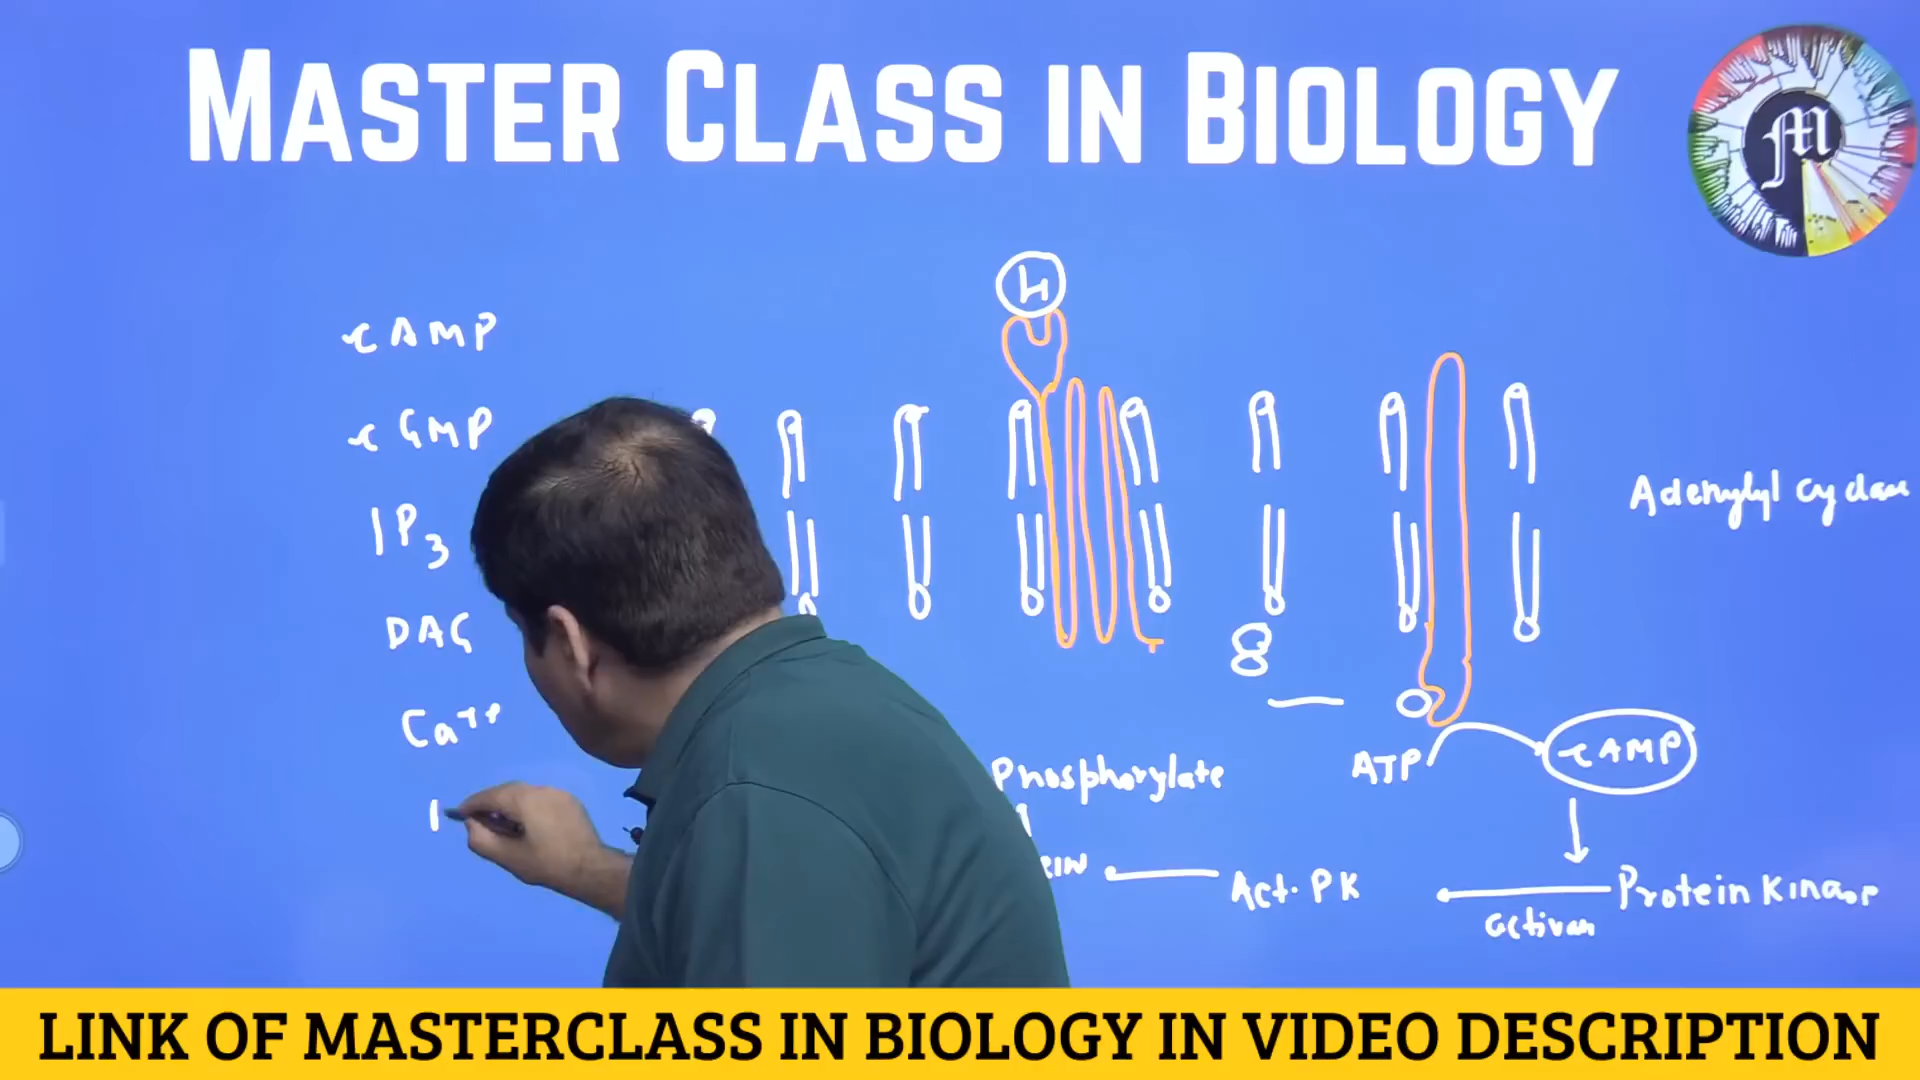 MASTER CLASS IN BIOLOGY
M
H
cAMP
cGMP
IP3
DAG
Ca++
Adenylyl cyclase
ATP
cAMP
Phosphorylate
Protein kinase
Act. PK
LINK OF MASTERCLASS IN BIOLOGY IN VIDEO DESCRIPTION